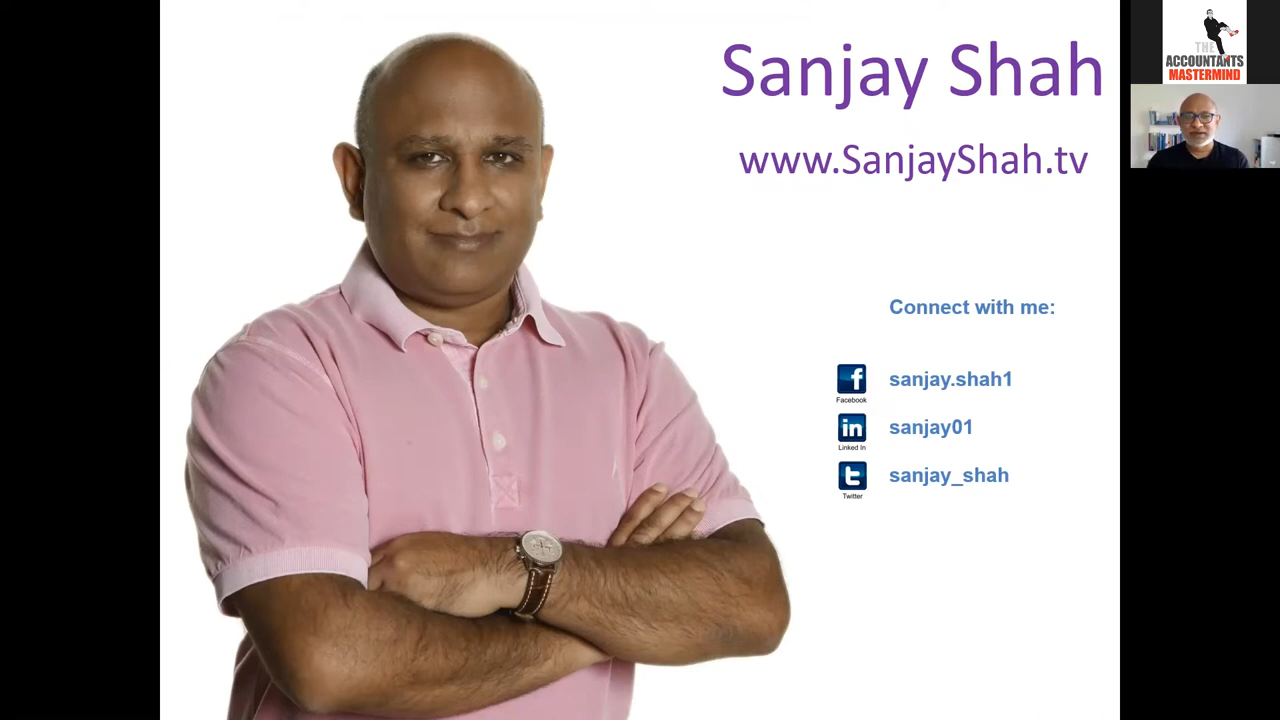 Sanjay Shah
www.SanjayShah.tv
Connect with me:
sanjay.shah1
Facebook
sanjay01
Linked In
sanjay_shah
Twitter
THE
ACCOUNTANTS
MASTERMIND